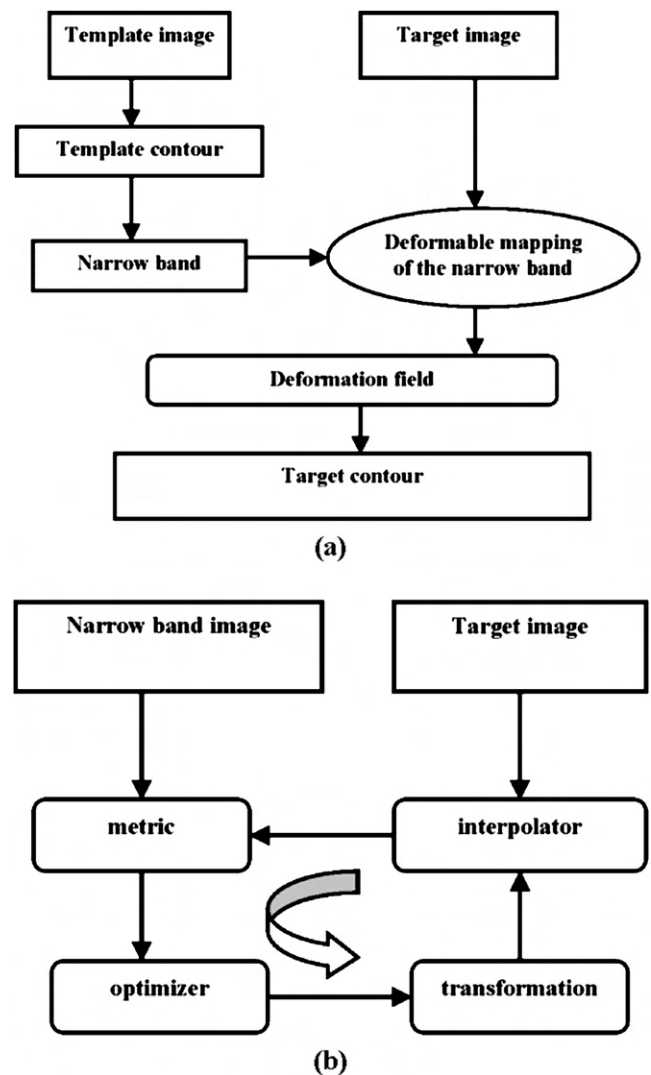 Template image
Target image
Template contour
Narrow band
Deformable mapping
of the narrow band
Deformation field
Target contour
(a)
Narrow band image
Target image
metric
interpolator
optimizer
transformation
(b)